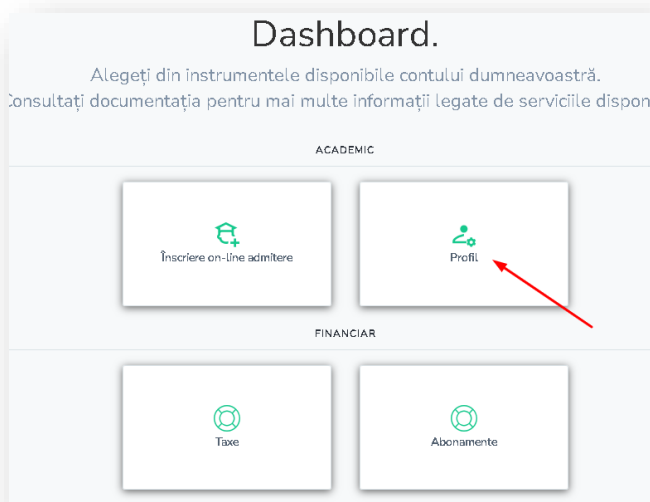 Dashboard.
Alegeți din instrumentele disponibile contului dumneavoastră.
Consultați documentația pentru mai multe informații legate de serviciile dispon
ACADEMIC
Înscriere on-line admitere
Profil
FINANCIAR
Taxe
Abonamente